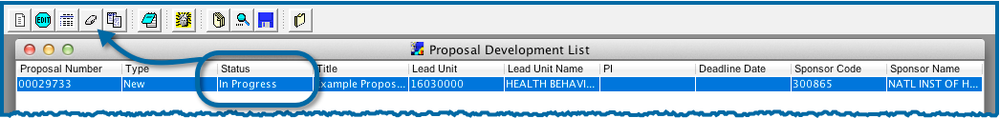 EDIT
Proposal Development List
Proposal Number Type Status Title Lead Unit Lead Unit Name PI Deadline Date Sponsor Code Sponsor Name
00029733 New In Progress Example Propos... 16030000 HEALTH BEHAVI... 300865 NATL INST OF H...